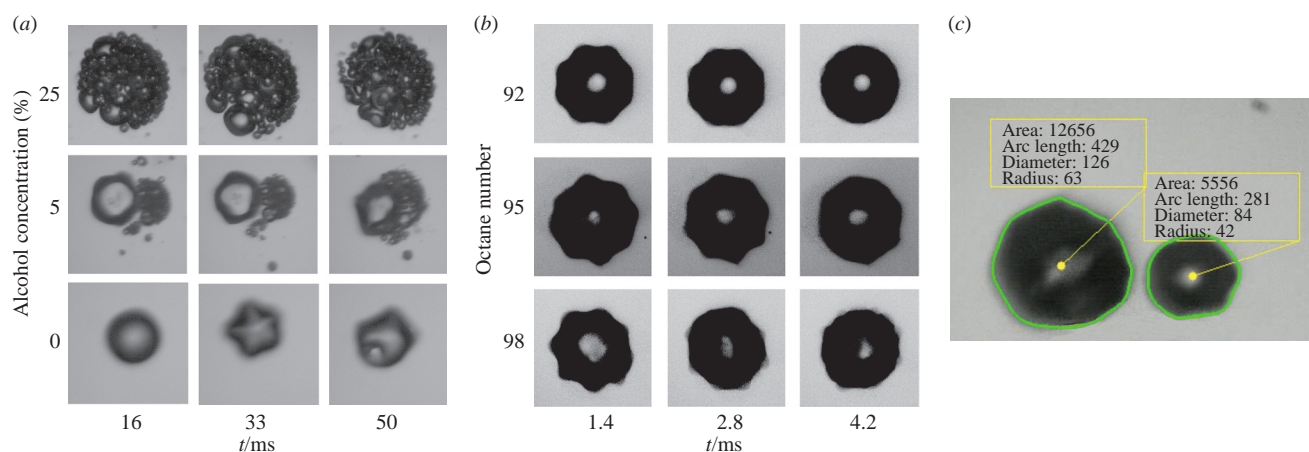 (a)
Alcohol concentration (%)
25
5
0
16
33
50
t/ms
(b)
Octane number
92
95
98
1.4
2.8
4.2
t/ms
(c)
Area: 12656
Arc length: 429
Diameter: 126
Radius: 63
Area: 5556
Arc length: 281
Diameter: 84
Radius: 42